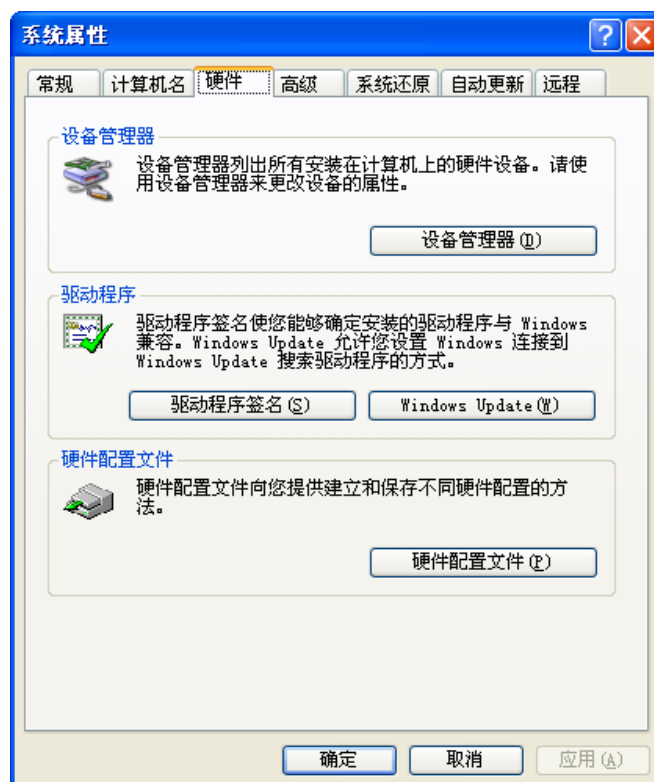 系统属性
常规 计算机名 硬件 高级 系统还原 自动更新 远程
设备管理器
设备管理器列出所有安装在计算机上的硬件设备。请使
用设备管理器来更改设备的属性。
设备管理器(D)
驱动程序
驱动程序签名使您能够确定安装的驱动程序与 Windows
兼容。Windows Update 允许您设置 Windows 连接到
Windows Update 搜索驱动程序的方式。
驱动程序签名(S) Windows Update(W)
硬件配置文件
硬件配置文件向您提供建立和保存不同硬件配置的方
法。
硬件配置文件(P)
确定 取消 应用(A)